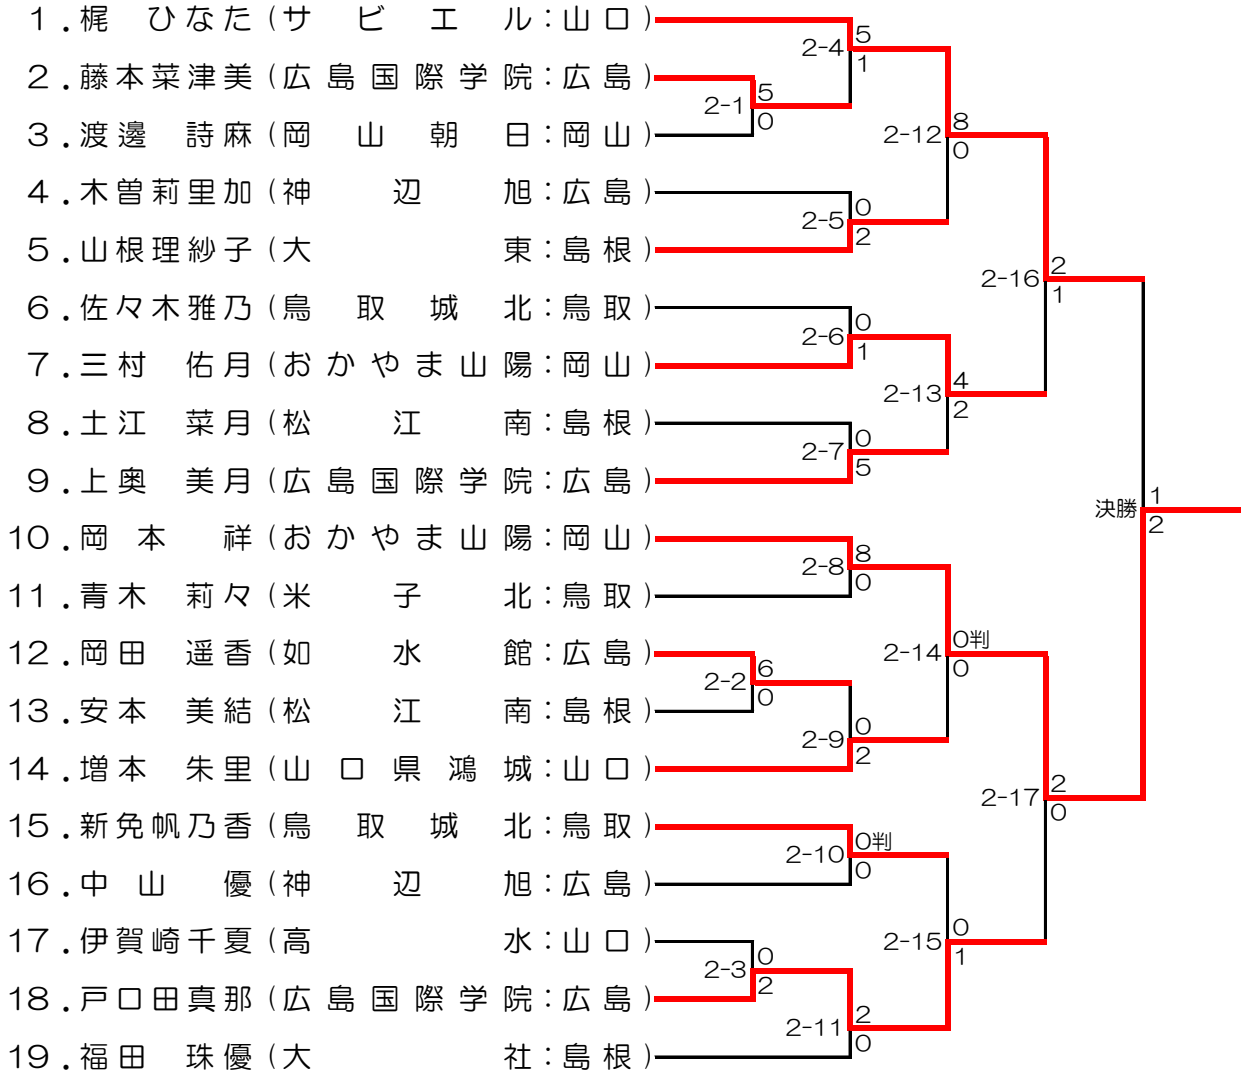 1.梶 ひなた(サビエル:山口)
2.藤本菜津美(広島国際学院:広島)
3.渡邊 詩麻(岡山朝日:岡山)
4.木曽莉里加(神辺旭:広島)
5.山根理紗子(大東:島根)
6.佐々木雅乃(鳥取城北:鳥取)
7.三村 佑月(おかやま山陽:岡山)
8.土江 菜月(松江南:島根)
9.上奥 美月(広島国際学院:広島)
10.岡本 祥(おかやま山陽:岡山)
11.青木 莉々(米子北:鳥取)
12.岡田 遥香(如水館:広島)
13.安本 美結(松江南:島根)
14.増本 朱里(山口県鴻城:山口)
15.新免帆乃香(鳥取城北:鳥取)
16.中山 優(神辺旭:広島)
17.伊賀崎千夏(高水:山口)
18.戸口田真那(広島国際学院:広島)
19.福田 珠優(大社:島根)
2-1 5 0
2-2 6 0
2-3 0 2
2-4 5 1
2-5 0 2
2-6 0 1
2-7 0 5
2-8 8 0
2-9 0 2
2-10 0判 0
2-11 2 0
2-12 8 0
2-13 4 2
2-14 0判 0
2-15 0 1
2-16 2 1
2-17 2 0
決勝 1 2